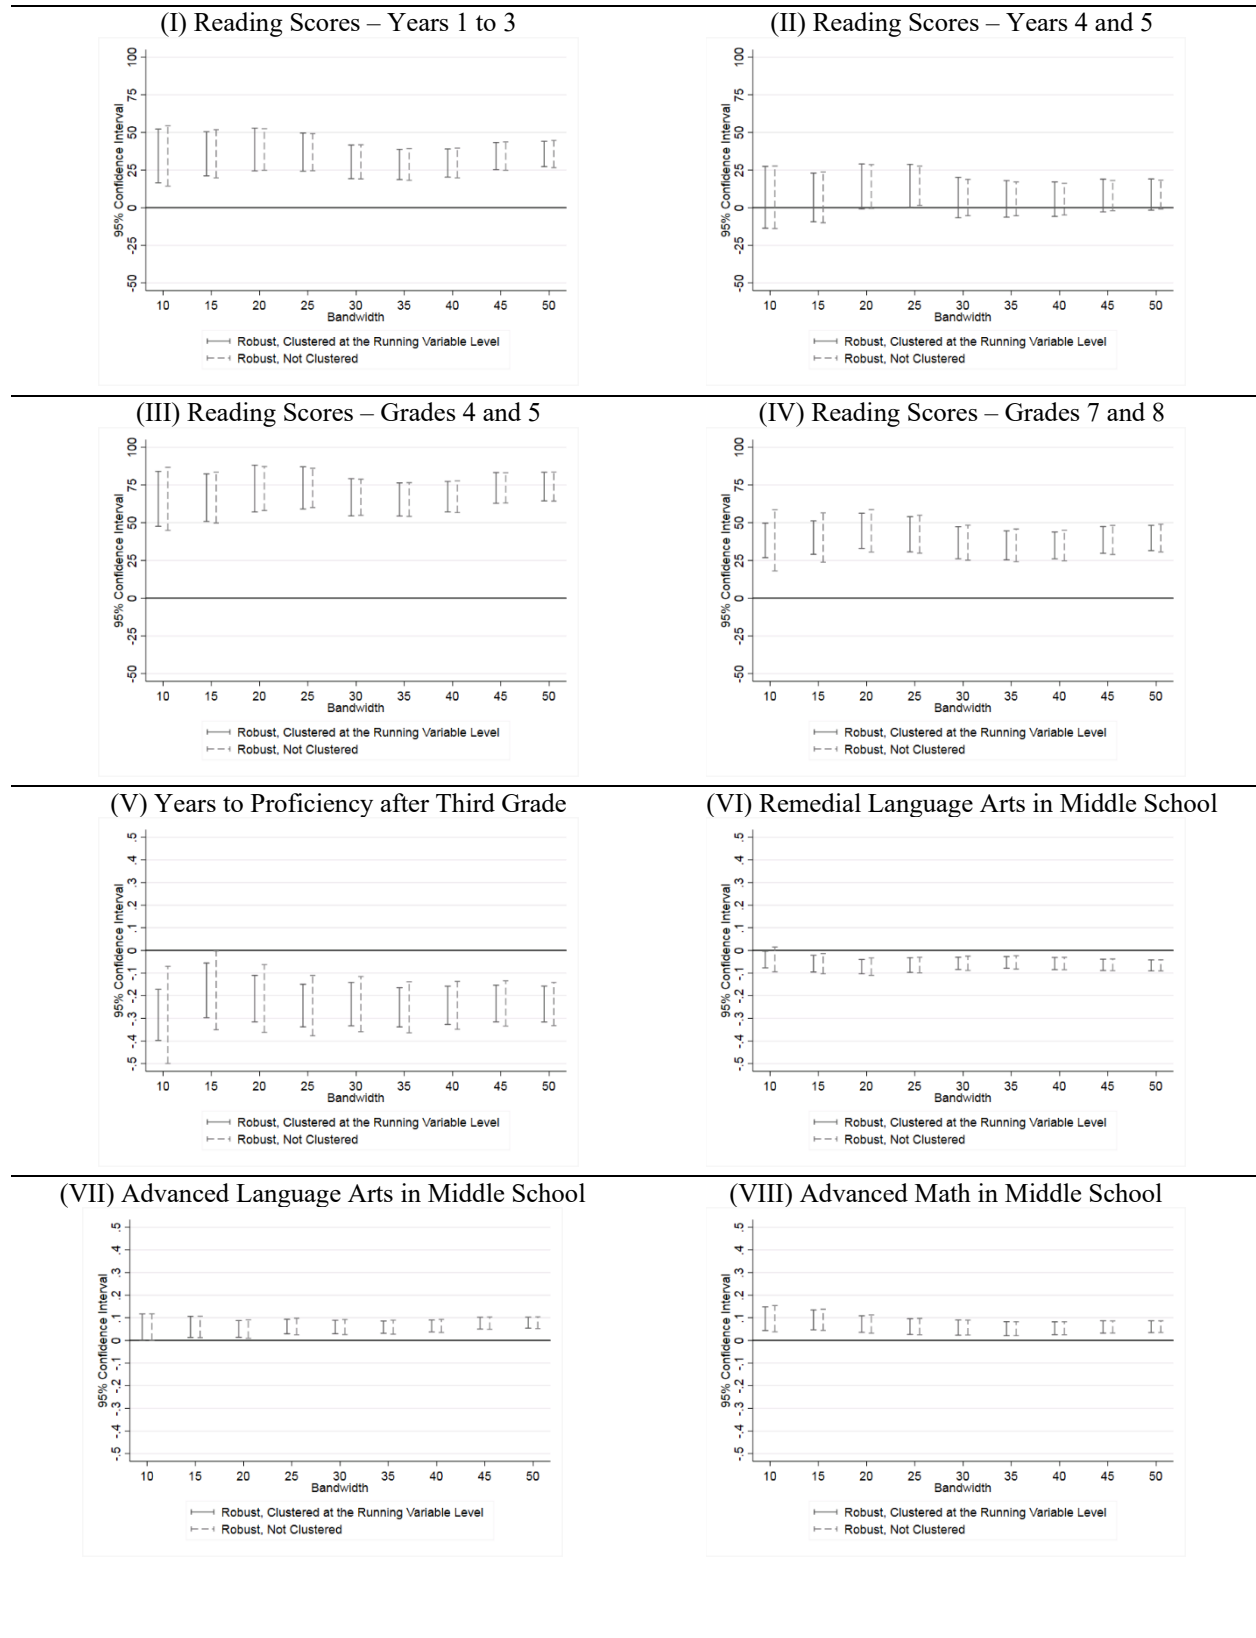 (I) Reading Scores – Years 1 to 3
100
75
50
25
0
-25
-50
95% Confidence Interval
10 15 20 25 30 35 40 45 50
Bandwidth
Robust, Clustered at the Running Variable Level
Robust, Not Clustered
(II) Reading Scores – Years 4 and 5
100
75
50
25
0
-25
-50
95% Confidence Interval
10 15 20 25 30 35 40 45 50
Bandwidth
Robust, Clustered at the Running Variable Level
Robust, Not Clustered
(III) Reading Scores – Grades 4 and 5
100
75
50
25
0
-25
-50
95% Confidence Interval
10 15 20 25 30 35 40 45 50
Bandwidth
Robust, Clustered at the Running Variable Level
Robust, Not Clustered
(IV) Reading Scores – Grades 7 and 8
100
75
50
25
0
-25
-50
95% Confidence Interval
10 15 20 25 30 35 40 45 50
Bandwidth
Robust, Clustered at the Running Variable Level
Robust, Not Clustered
(V) Years to Proficiency after Third Grade
.5
.4
.3
.2
.1
0
-.1
-.2
-.3
-.4
-.5
95% Confidence Interval
10 15 20 25 30 35 40 45 50
Bandwidth
Robust, Clustered at the Running Variable Level
Robust, Not Clustered
(VI) Remedial Language Arts in Middle School
.5
.4
.3
.2
.1
0
-.1
-.2
-.3
-.4
-.5
95% Confidence Interval
10 15 20 25 30 35 40 45 50
Bandwidth
Robust, Clustered at the Running Variable Level
Robust, Not Clustered
(VII) Advanced Language Arts in Middle School
.5
.4
.3
.2
.1
0
-.1
-.2
-.3
-.4
-.5
95% Confidence Interval
10 15 20 25 30 35 40 45 50
Bandwidth
Robust, Clustered at the Running Variable Level
Robust, Not Clustered
(VIII) Advanced Math in Middle School
.5
.4
.3
.2
.1
0
-.1
-.2
-.3
-.4
-.5
95% Confidence Interval
10 15 20 25 30 35 40 45 50
Bandwidth
Robust, Clustered at the Running Variable Level
Robust, Not Clustered